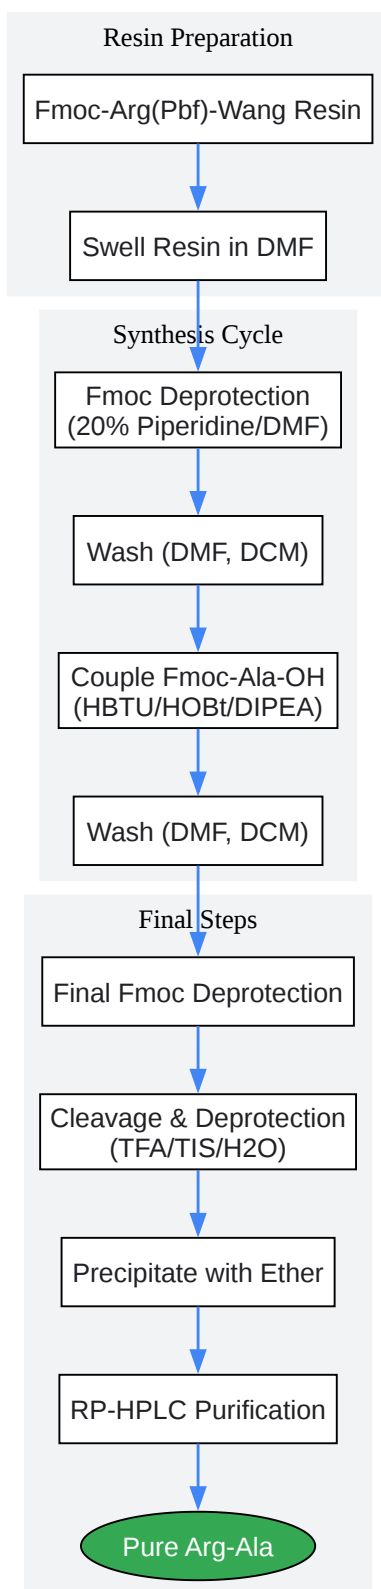 Resin Preparation
Fmoc-Arg(Pbf)-Wang Resin
Swell Resin in DMF
Synthesis Cycle
Fmoc Deprotection
(20% Piperidine/DMF)
Wash (DMF, DCM)
Couple Fmoc-Ala-OH
(HBTU/HOBt/DIPEA)
Wash (DMF, DCM)
Final Steps
Final Fmoc Deprotection
Cleavage & Deprotection
(TFA/TIS/H2O)
Precipitate with Ether
RP-HPLC Purification
Pure Arg-Ala